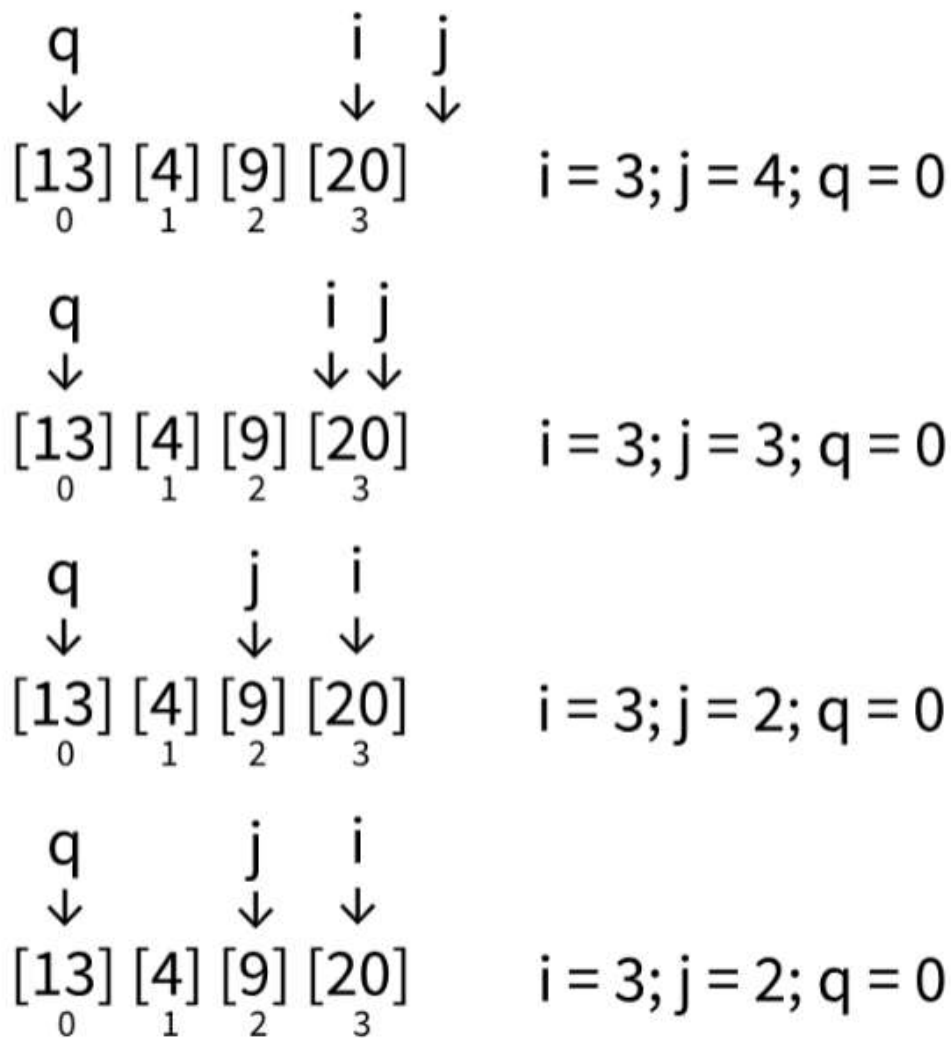 q i j
↓ ↓ ↓
[13] [4] [9] [20] i = 3; j = 4; q = 0
0 1 2 3
q i j
↓ ↓ ↓
[13] [4] [9] [20] i = 3; j = 3; q = 0
0 1 2 3
q j i
↓ ↓ ↓
[13] [4] [9] [20] i = 3; j = 2; q = 0
0 1 2 3
q j i
↓ ↓ ↓
[13] [4] [9] [20] i = 3; j = 2; q = 0
0 1 2 3